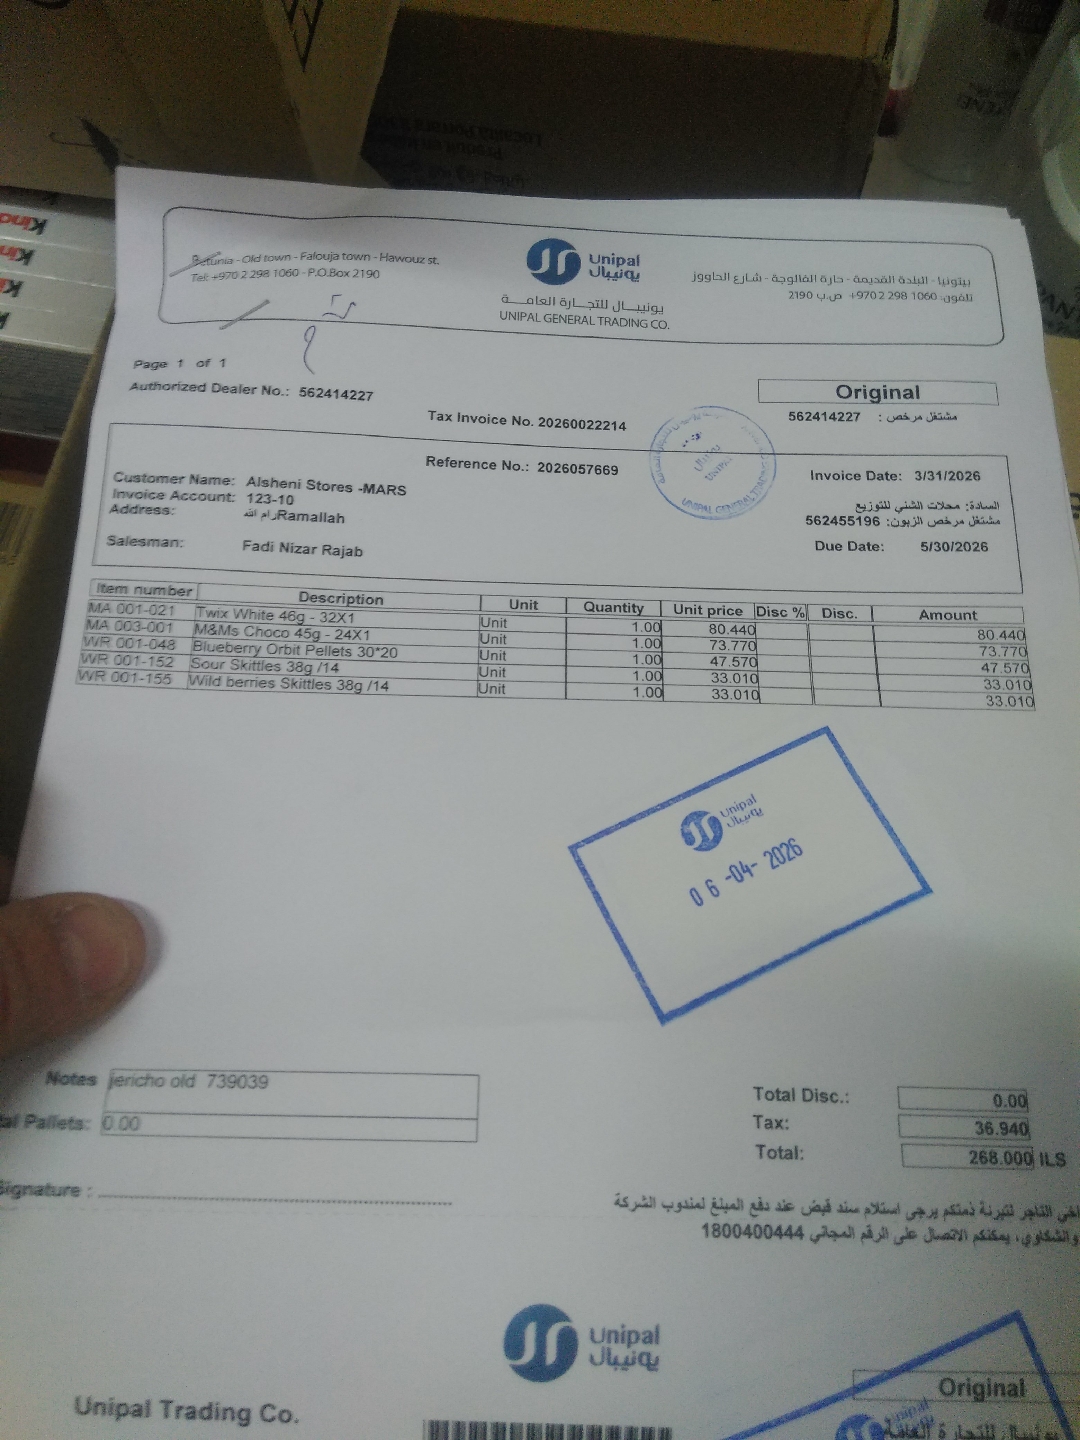 Betunia - Old town - Falouja town - Hawouz st.
Tel: +970 2 298 1060 - P.O.Box 2190
Unipal
يونيبال
يونيبال للتجارة العامة
UNIPAL GENERAL TRADING CO.
بيتونيا - البلدة القديمة - حارة الفالوجة - شارع الحاووز
تلفون: 1060 298 2 970+ ص.ب 2190
Page 1 of 1
Authorized Dealer No.: 562414227
Original
Tax Invoice No. 20260022214
مشتغل مرخص : 562414227
Reference No.: 2026057669
UNIPAL GENERAL TRADING
Customer Name: Alsheni Stores -MARS
Invoice Date: 3/31/2026
Invoice Account: 123-10
السادة: محلات الشني للتوزيع
Address: رام الله Ramallah
مشتغل مرخص الزبون: 562455196
Salesman: Fadi Nizar Rajab
Due Date: 5/30/2026
Item number Description Unit Quantity Unit price Disc % Disc. Amount
MA 001-021 Twix White 46g - 32X1 Unit 1.00 80.440 80.440
MA 003-001 M&Ms Choco 45g - 24X1 Unit 1.00 73.770 73.770
WR 001-048 Blueberry Orbit Pellets 30*20 Unit 1.00 47.570 47.570
WR 001-152 Sour Skittles 38g /14 Unit 1.00 33.010 33.010
WR 001-155 Wild berries Skittles 38g /14 Unit 1.00 33.010 33.010
Unipal
يونيبال
06-04-2026
Notes jericho old 739039
Pallets: 0.00
Total Disc.: 0.00
Tax: 36.940
Total: 268.000 ILS
Signature :
التاجر لتبرئة ذمتكم يرجى استلام سند قبض عند دفع المبلغ لمندوب الشركة
والشكاوي، يمكنكم الاتصال على الرقم المجاني 1800400444
Unipal
يونيبال
Original
Unipal Trading Co.
Unipal
يونيبال للتجارة العامة